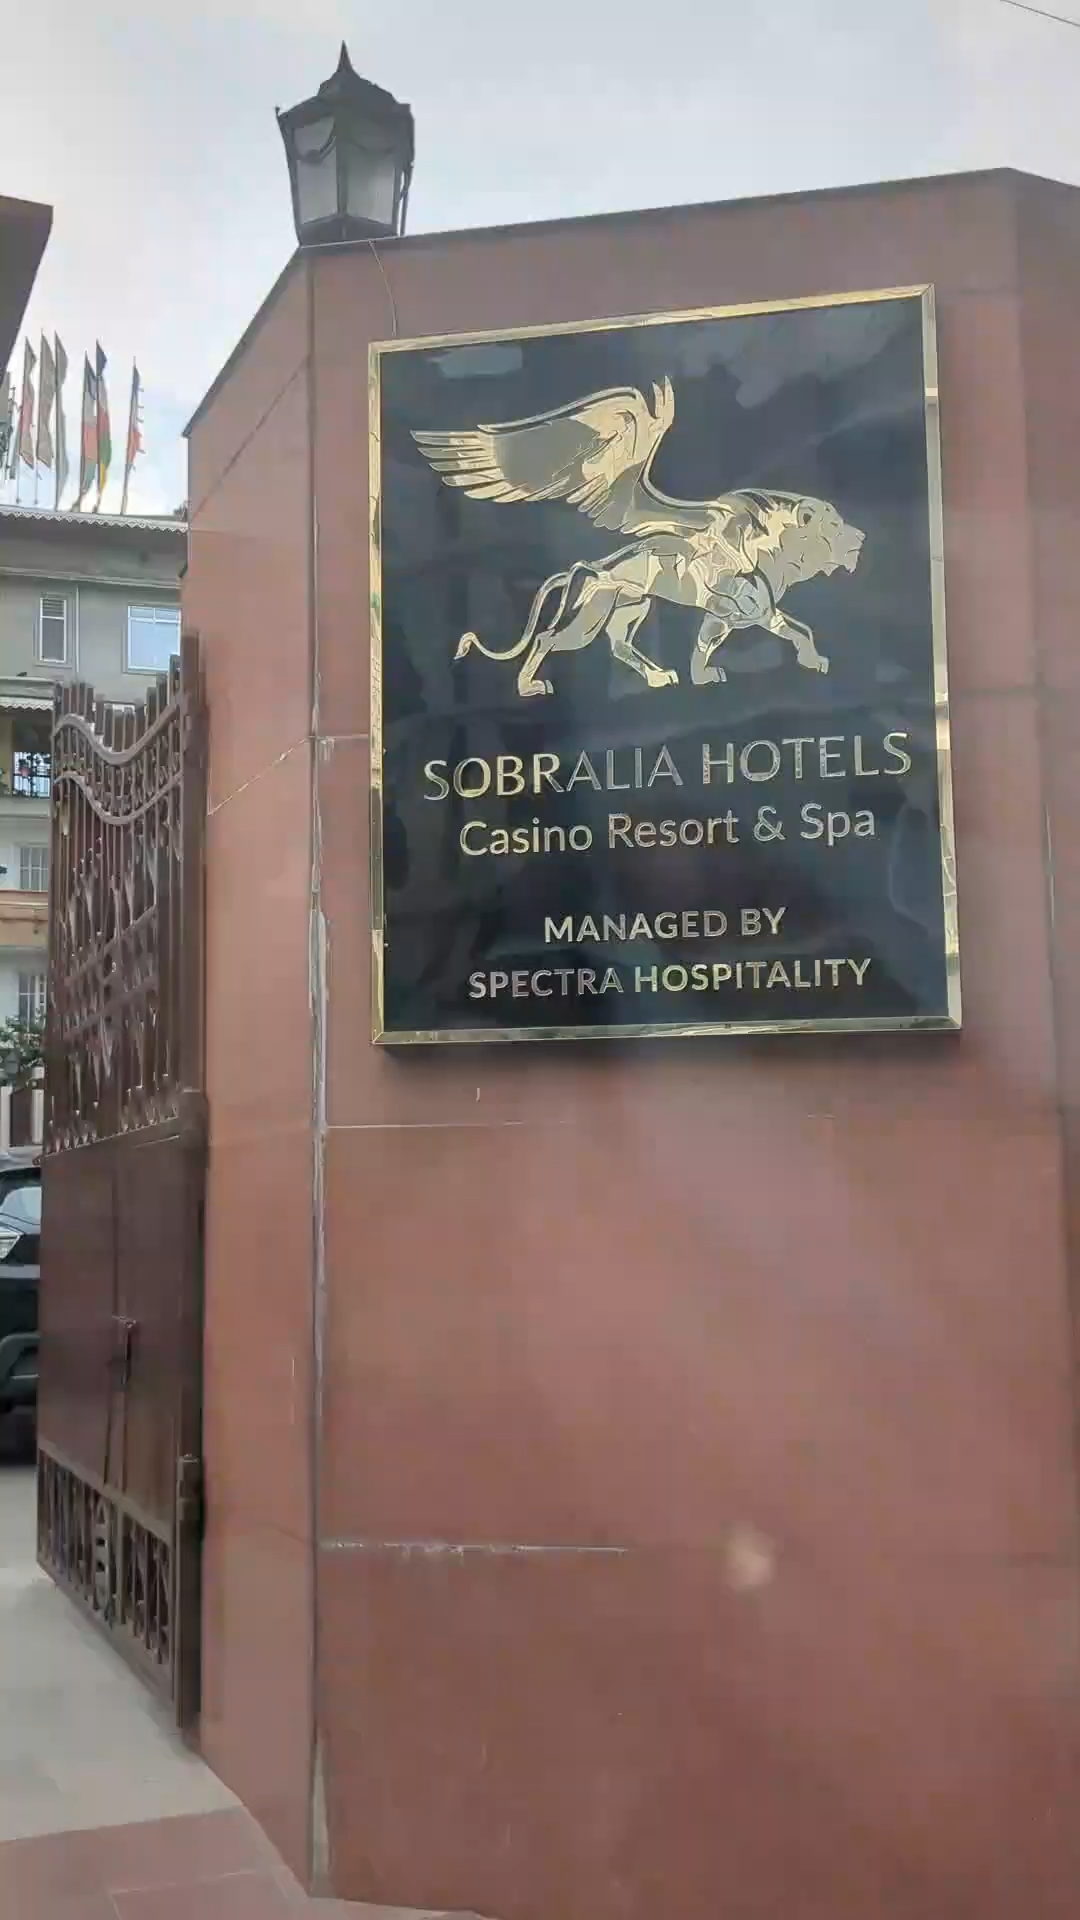 SOBRALIA HOTELS
Casino Resort & Spa
MANAGED BY
SPECTRA HOSPITALITY